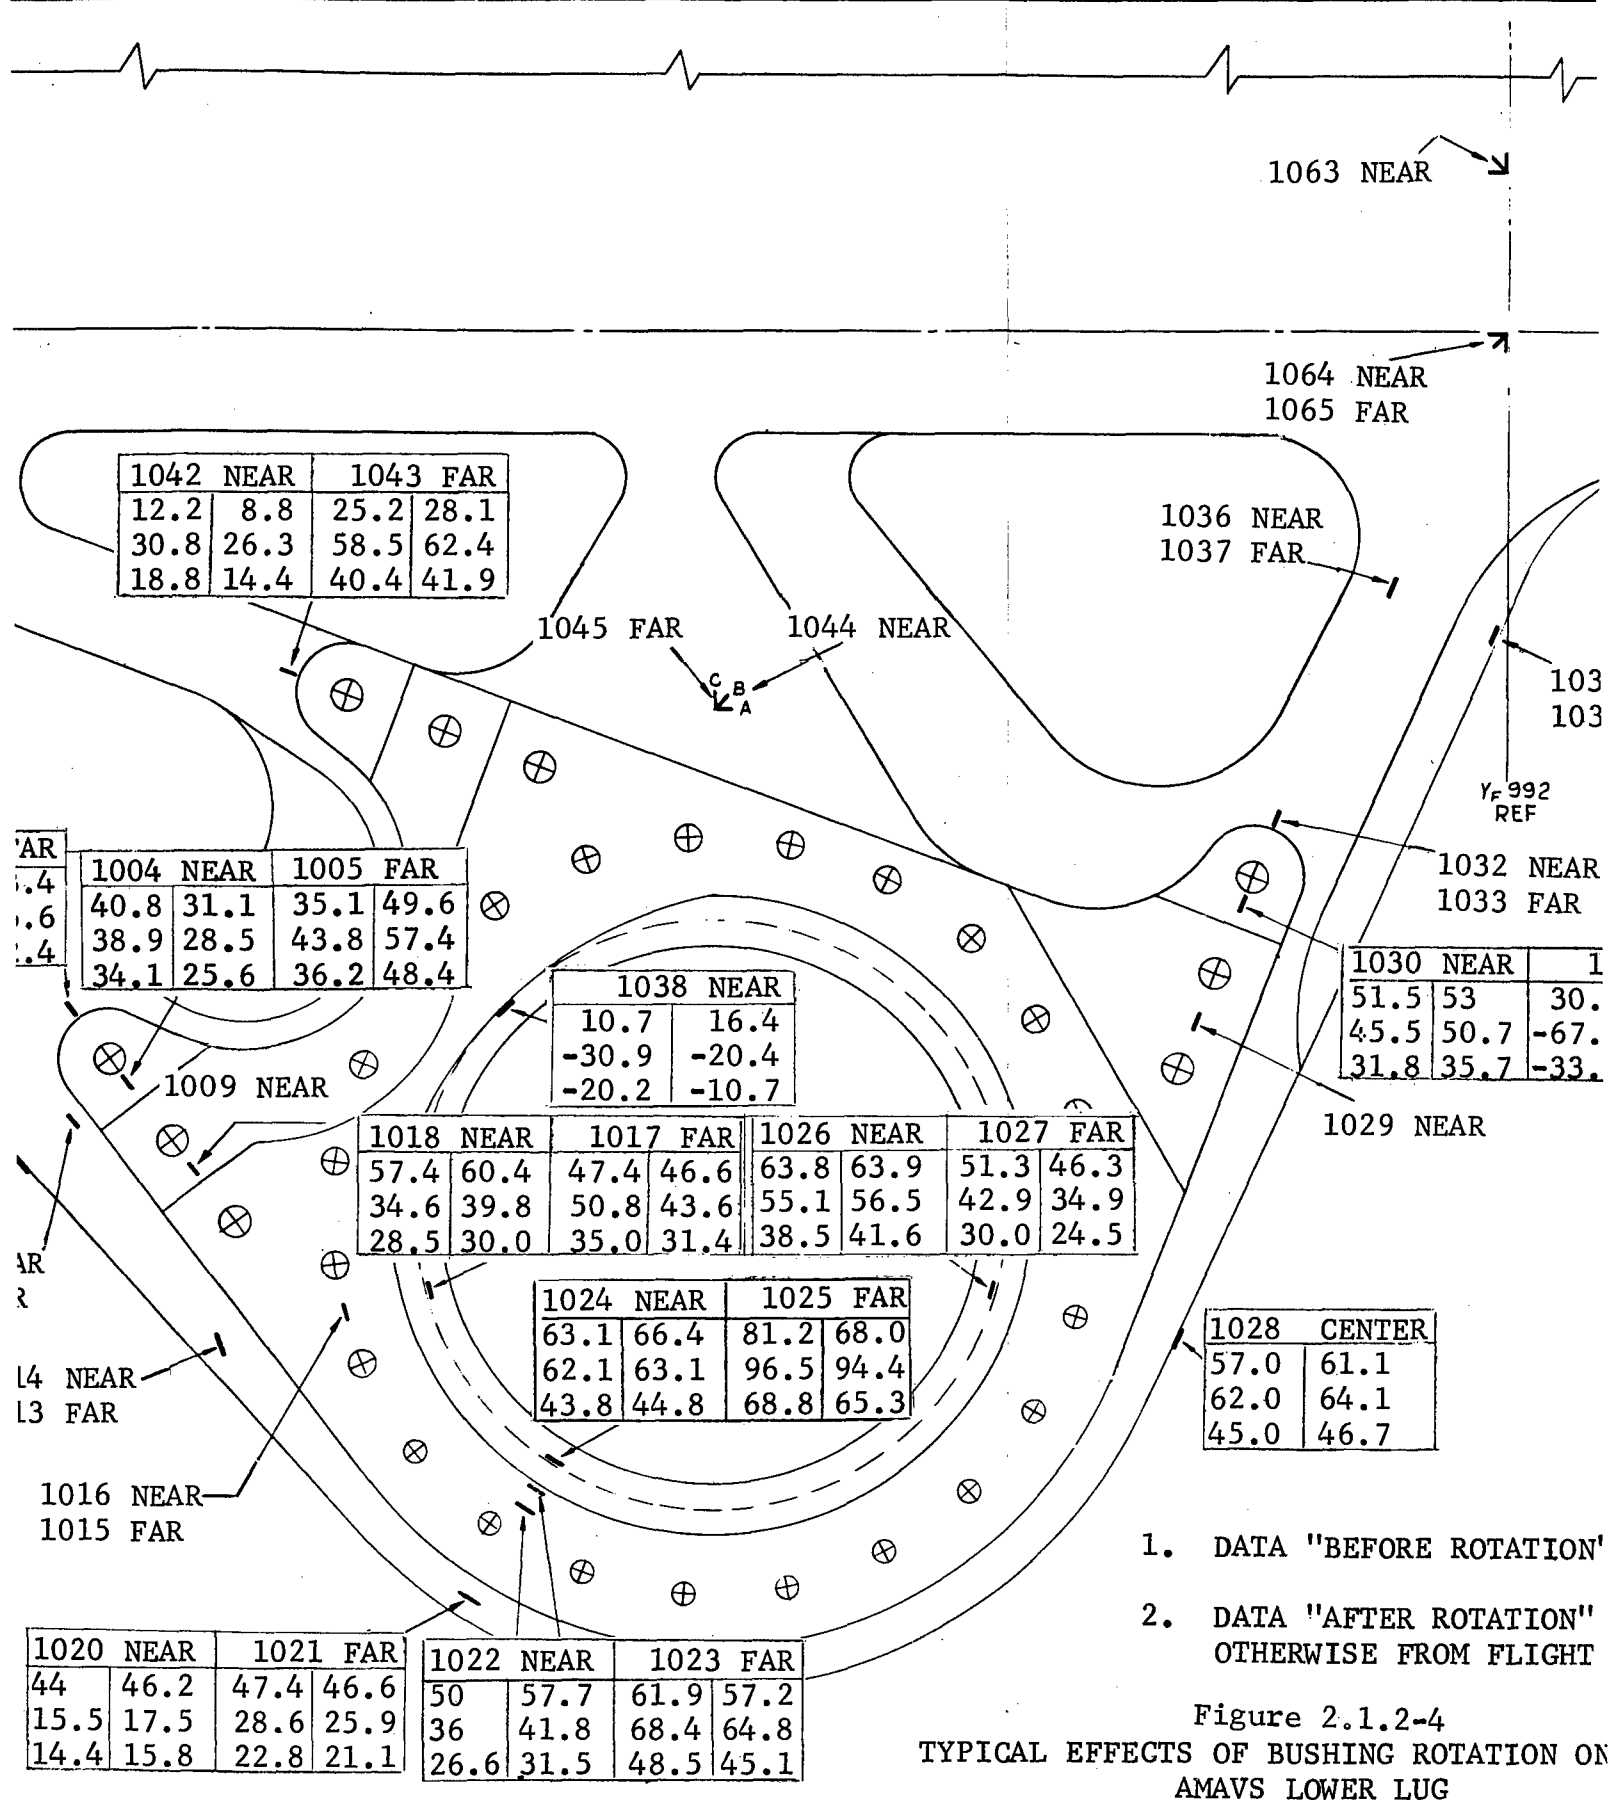 1063 NEAR
1064 NEAR
1065 FAR
1042 NEAR 1043 FAR
12.2 8.8 25.2 28.1
30.8 26.3 58.5 62.4
18.8 14.4 40.4 41.9
1036 NEAR
1037 FAR
1045 FAR
1044 NEAR
C
B
A
103
103
YF 992
REF
1032 NEAR
1033 FAR
AR
.4
.6
.4
1004 NEAR 1005 FAR
40.8 31.1 35.1 49.6
38.9 28.5 43.8 57.4
34.1 25.6 36.2 48.4
1038 NEAR
10.7 16.4
-30.9 -20.4
-20.2 -10.7
1030 NEAR 1
51.5 53 30.
45.5 50.7 -67.
31.8 35.7 -33.
1009 NEAR
1029 NEAR
1018 NEAR 1017 FAR
57.4 60.4 47.4 46.6
34.6 39.8 50.8 43.6
28.5 30.0 35.0 31.4
1026 NEAR 1027 FAR
63.8 63.9 51.3 46.3
55.1 56.5 42.9 34.9
38.5 41.6 30.0 24.5
AR
R
1024 NEAR 1025 FAR
63.1 66.4 81.2 68.0
62.1 63.1 96.5 94.4
43.8 44.8 68.8 65.3
1028 CENTER
57.0 61.1
62.0 64.1
45.0 46.7
14 NEAR
13 FAR
1016 NEAR
1015 FAR
1020 NEAR 1021 FAR
44 46.2 47.4 46.6
15.5 17.5 28.6 25.9
14.4 15.8 22.8 21.1
1022 NEAR 1023 FAR
50 57.7 61.9 57.2
36 41.8 68.4 64.8
26.6 31.5 48.5 45.1
1. DATA "BEFORE ROTATION"
2. DATA "AFTER ROTATION"
OTHERWISE FROM FLIGHT
Figure 2.1.2-4
TYPICAL EFFECTS OF BUSHING ROTATION ON
AMAVS LOWER LUG